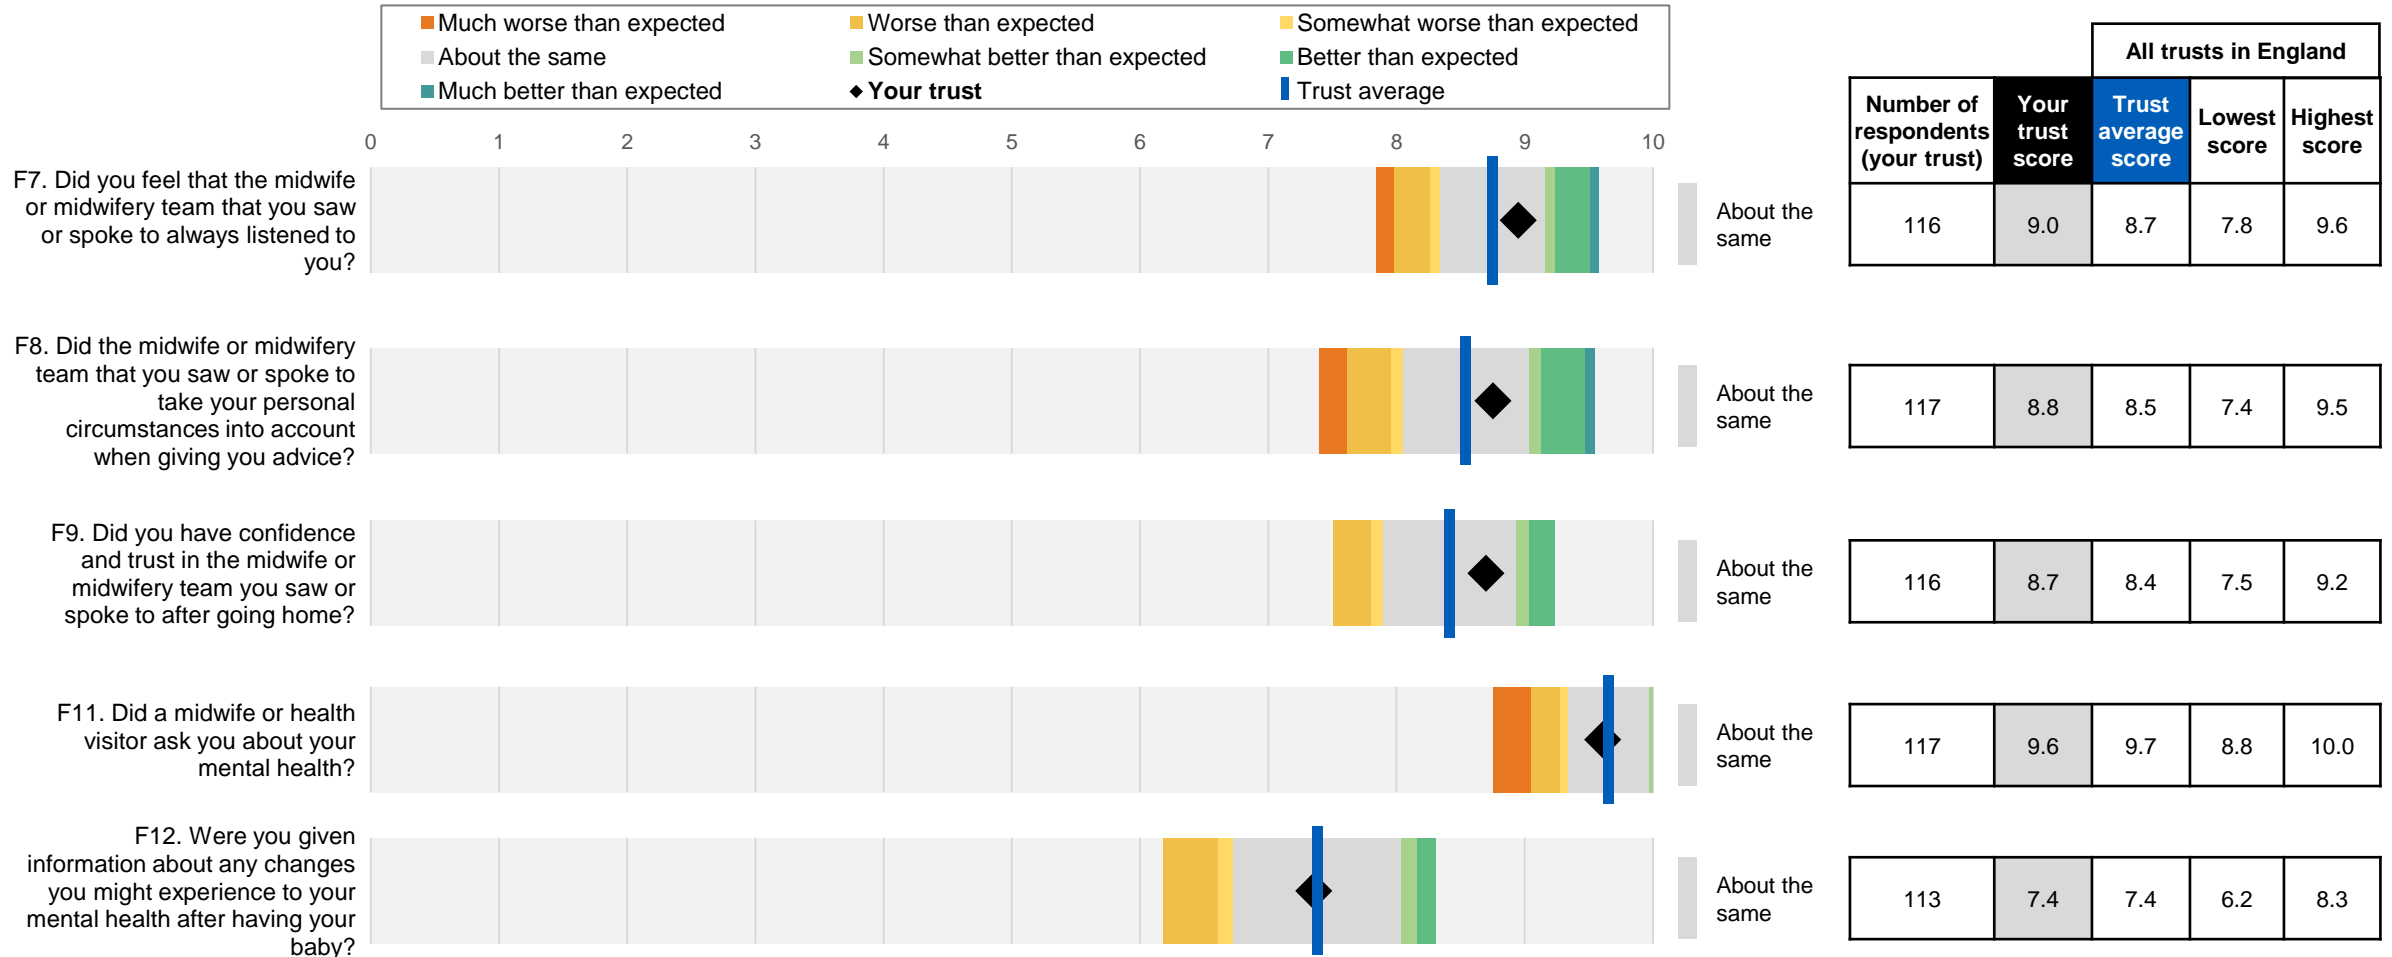 Much worse than expected
Worse than expected
Somewhat worse than expected
About the same
Somewhat better than expected
Better than expected
Much better than expected
Your trust
Trust average
All trusts in England
Number of
respondents
(your trust)
Your
trust
score
Trust
average
score
Lowest
score
Highest
score
0 1 2 3 4 5 6 7 8 9 10
F7. Did you feel that the midwife
or midwifery team that you saw
or spoke to always listened to
you?
About the
same
116 9.0 8.7 7.8 9.6
F8. Did the midwife or midwifery
team that you saw or spoke to
take your personal
circumstances into account
when giving you advice?
About the
same
117 8.8 8.5 7.4 9.5
F9. Did you have confidence
and trust in the midwife or
midwifery team you saw or
spoke to after going home?
About the
same
116 8.7 8.4 7.5 9.2
F11. Did a midwife or health
visitor ask you about your
mental health?
About the
same
117 9.6 9.7 8.8 10.0
F12. Were you given
information about any changes
you might experience to your
mental health after having your
baby?
About the
same
113 7.4 7.4 6.2 8.3